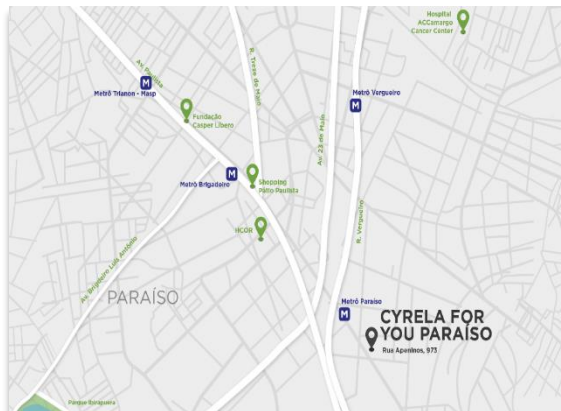 Hospital
ACCamargo
Cancer Center
Av. Paulista
R. Treze de Maio
Metrô Trianon - Masp
M
Metrô Vergueiro
M
Fundação
Casper Líbero
Av. 23 de Maio
Metrô Brigadeiro
M
Shopping
Pátio Paulista
HCOR
R. Vergueiro
Av. Brigadeiro Luís Antônio
PARAÍSO
Metrô Paraíso
M
CYRELA FOR
YOU PARAÍSO
Rua Apeninos, 973
Parque Ibirapuera